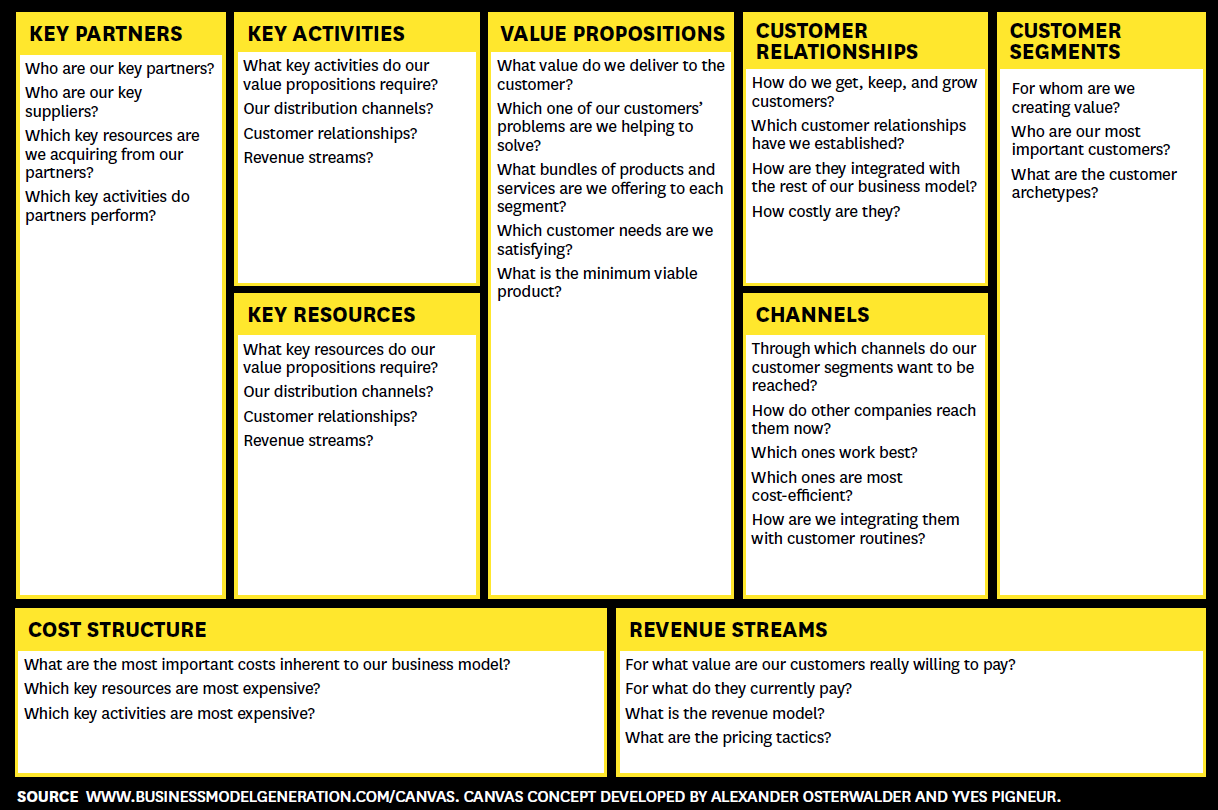 KEY PARTNERS
Who are our key partners?
Who are our key
suppliers?
Which key resources are
we acquiring from our
partners?
Which key activities do
partners perform?
KEY ACTIVITIES
What key activities do our
value propositions require?
Our distribution channels?
Customer relationships?
Revenue streams?
KEY RESOURCES
What key resources do our
value propositions require?
Our distribution channels?
Customer relationships?
Revenue streams?
VALUE PROPOSITIONS
What value do we deliver to the
customer?
Which one of our customers’
problems are we helping to
solve?
What bundles of products and
services are we offering to each
segment?
Which customer needs are we
satisfying?
What is the minimum viable
product?
CUSTOMER
RELATIONSHIPS
How do we get, keep, and grow
customers?
Which customer relationships
have we established?
How are they integrated with
the rest of our business model?
How costly are they?
CHANNELS
Through which channels do our
customer segments want to be
reached?
How do other companies reach
them now?
Which ones work best?
Which ones are most
cost-efficient?
How are we integrating them
with customer routines?
CUSTOMER
SEGMENTS
For whom are we
creating value?
Who are our most
important customers?
What are the customer
archetypes?
COST STRUCTURE
What are the most important costs inherent to our business model?
Which key resources are most expensive?
Which key activities are most expensive?
REVENUE STREAMS
For what value are our customers really willing to pay?
For what do they currently pay?
What is the revenue model?
What are the pricing tactics?
SOURCE WWW.BUSINESSMODELGENERATION.COM/CANVAS. CANVAS CONCEPT DEVELOPED BY ALEXANDER OSTERWALDER AND YVES PIGNEUR.